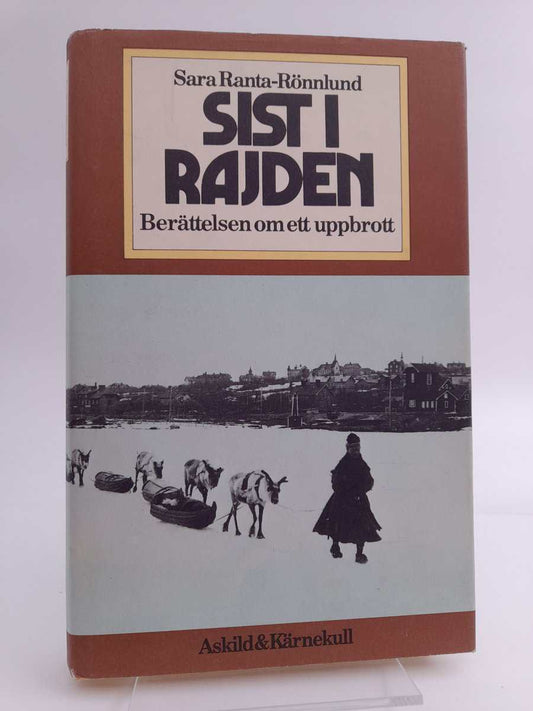 Sara Ranta-Rönnlund
SIST I
RAJDEN
Berättelsen om ett uppbrott
Askild & Kärnekull